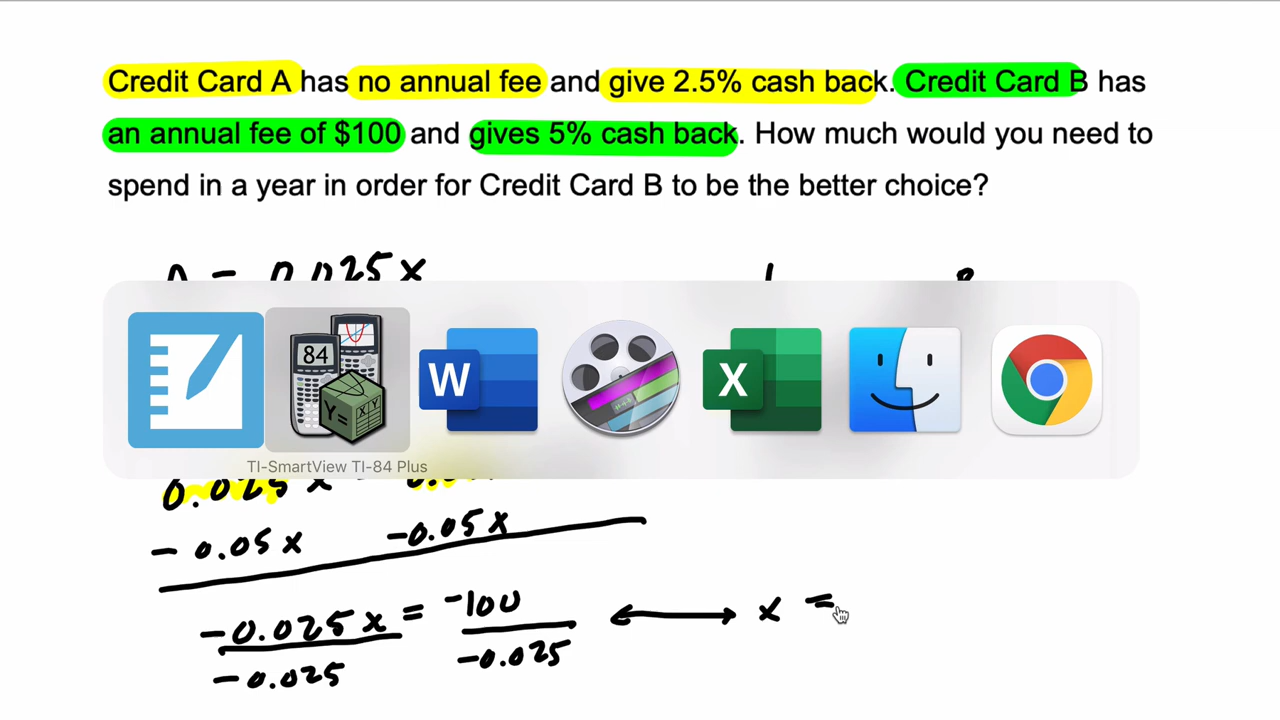 Credit Card A has no annual fee and give 2.5% cash back. Credit Card B has
an annual fee of $100 and gives 5% cash back. How much would you need to
spend in a year in order for Credit Card B to be the better choice?
= 0.025x
84
Y=
X Y
W
X
TI-SmartView TI-84 Plus
0.025x
- 0.05x -0.05x
-0.025x = -100 x =
-0.025 -0.025